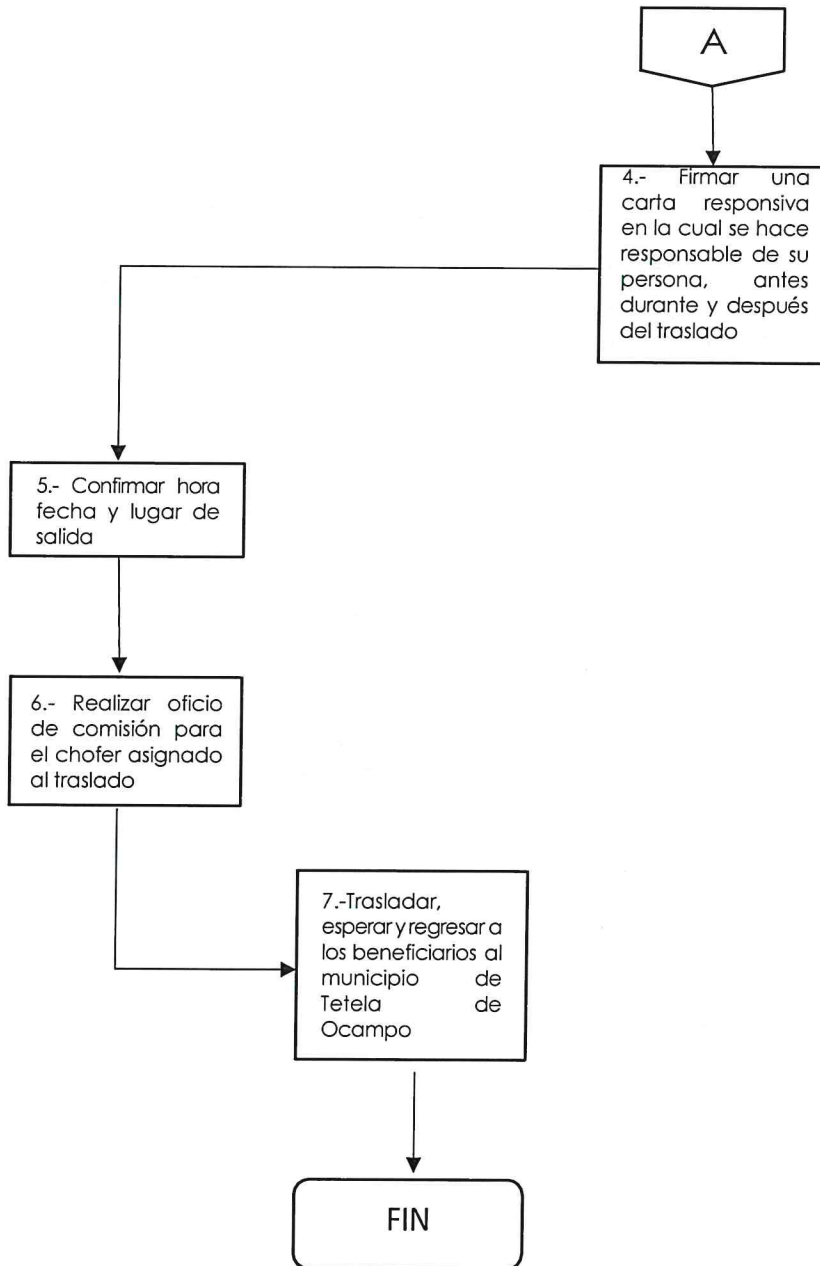 A
4.- Firmar una
carta responsiva
en la cual se hace
responsable de su
persona, antes
durante y después
del traslado
5.- Confirmar hora
fecha y lugar de
salida
6.- Realizar oficio
de comisión para
el chofer asignado
al traslado
7.-Trasladar,
esperar y regresar a
los beneficiarios al
municipio de
Tetela de
Ocampo
FIN